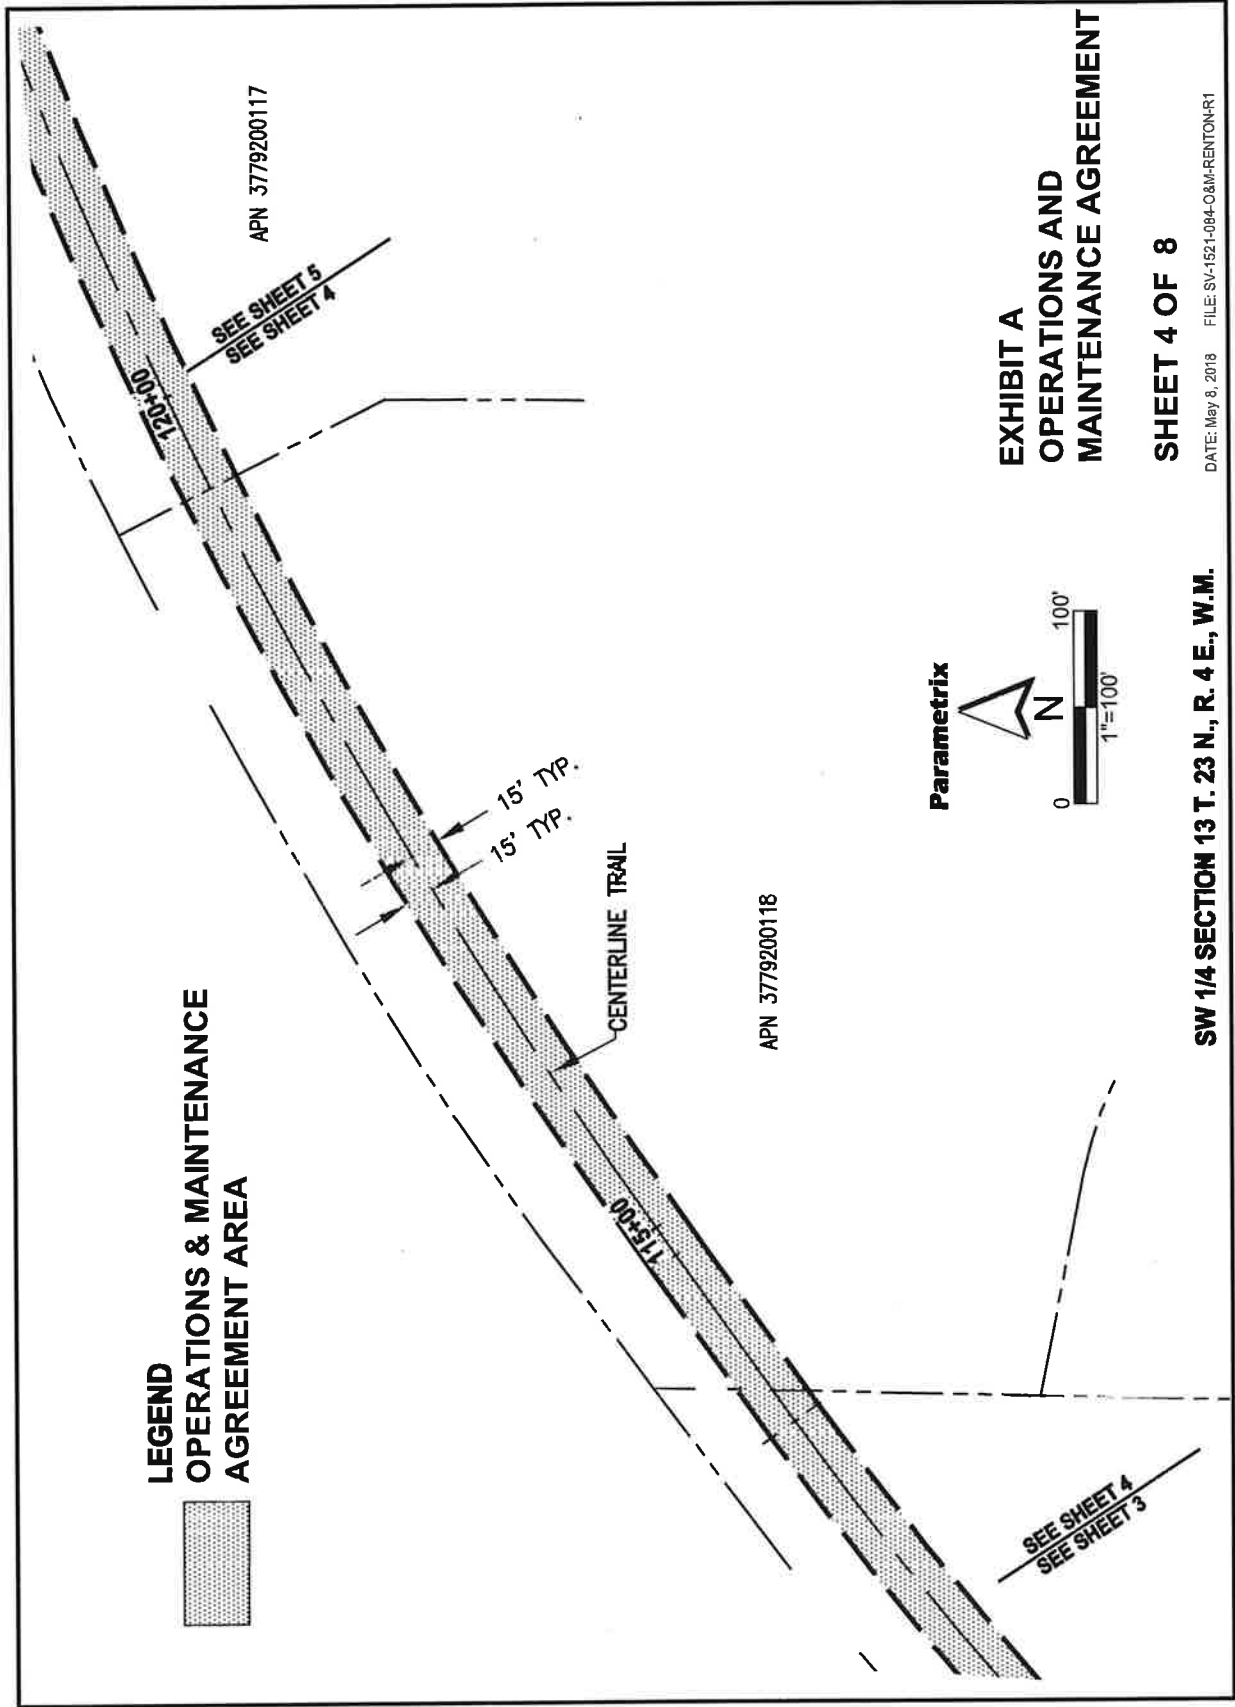 LEGEND
OPERATIONS & MAINTENANCE
AGREEMENT AREA
APN 3779200117
SEE SHEET 5
SEE SHEET 4
120+00
15' TYP.
15' TYP.
CENTERLINE TRAIL
115+00
APN 3779200118
SEE SHEET 4
SEE SHEET 3
Parametrix
N
0
100'
1"=100'
EXHIBIT A
OPERATIONS AND
MAINTENANCE AGREEMENT
SHEET 4 OF 8
SW 1/4 SECTION 13 T. 23 N., R. 4 E., W.M.
DATE: May 8, 2018 FILE: SV-1521-084-O&M-RENTON-R1